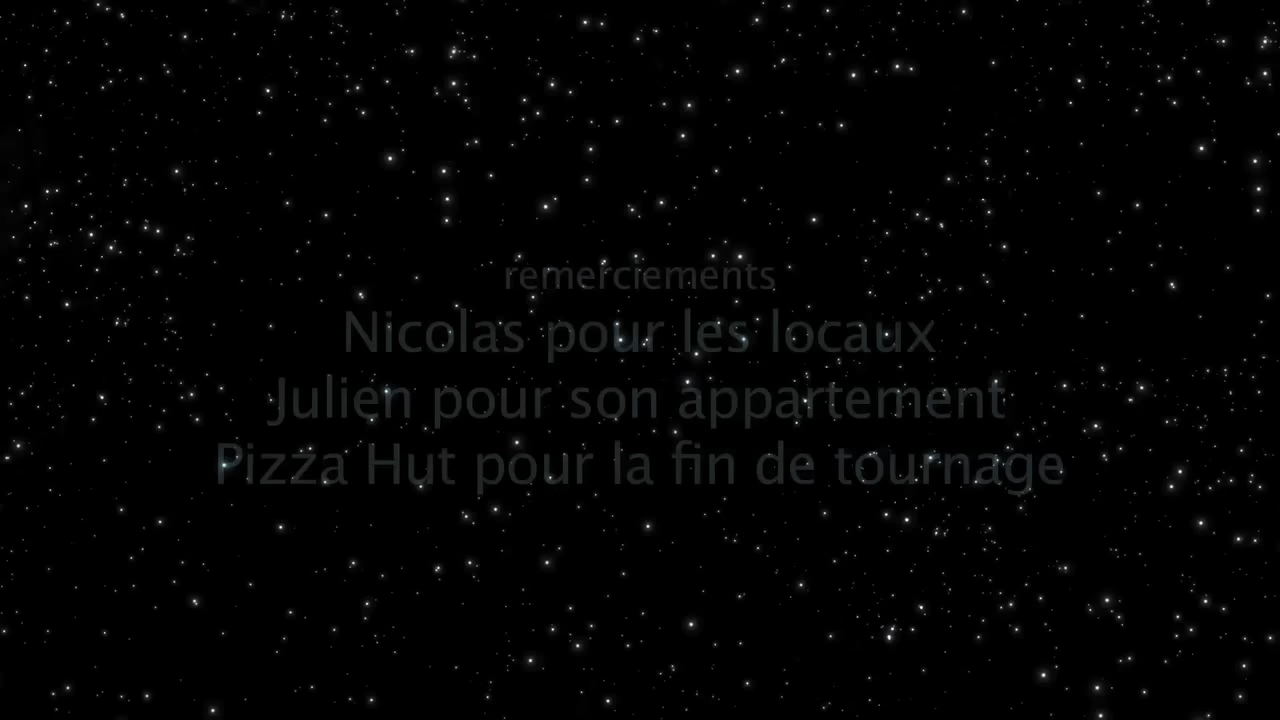 remerciements
Nicolas pour les locaux
Julien pour son appartement
Pizza Hut pour la fin de tournage